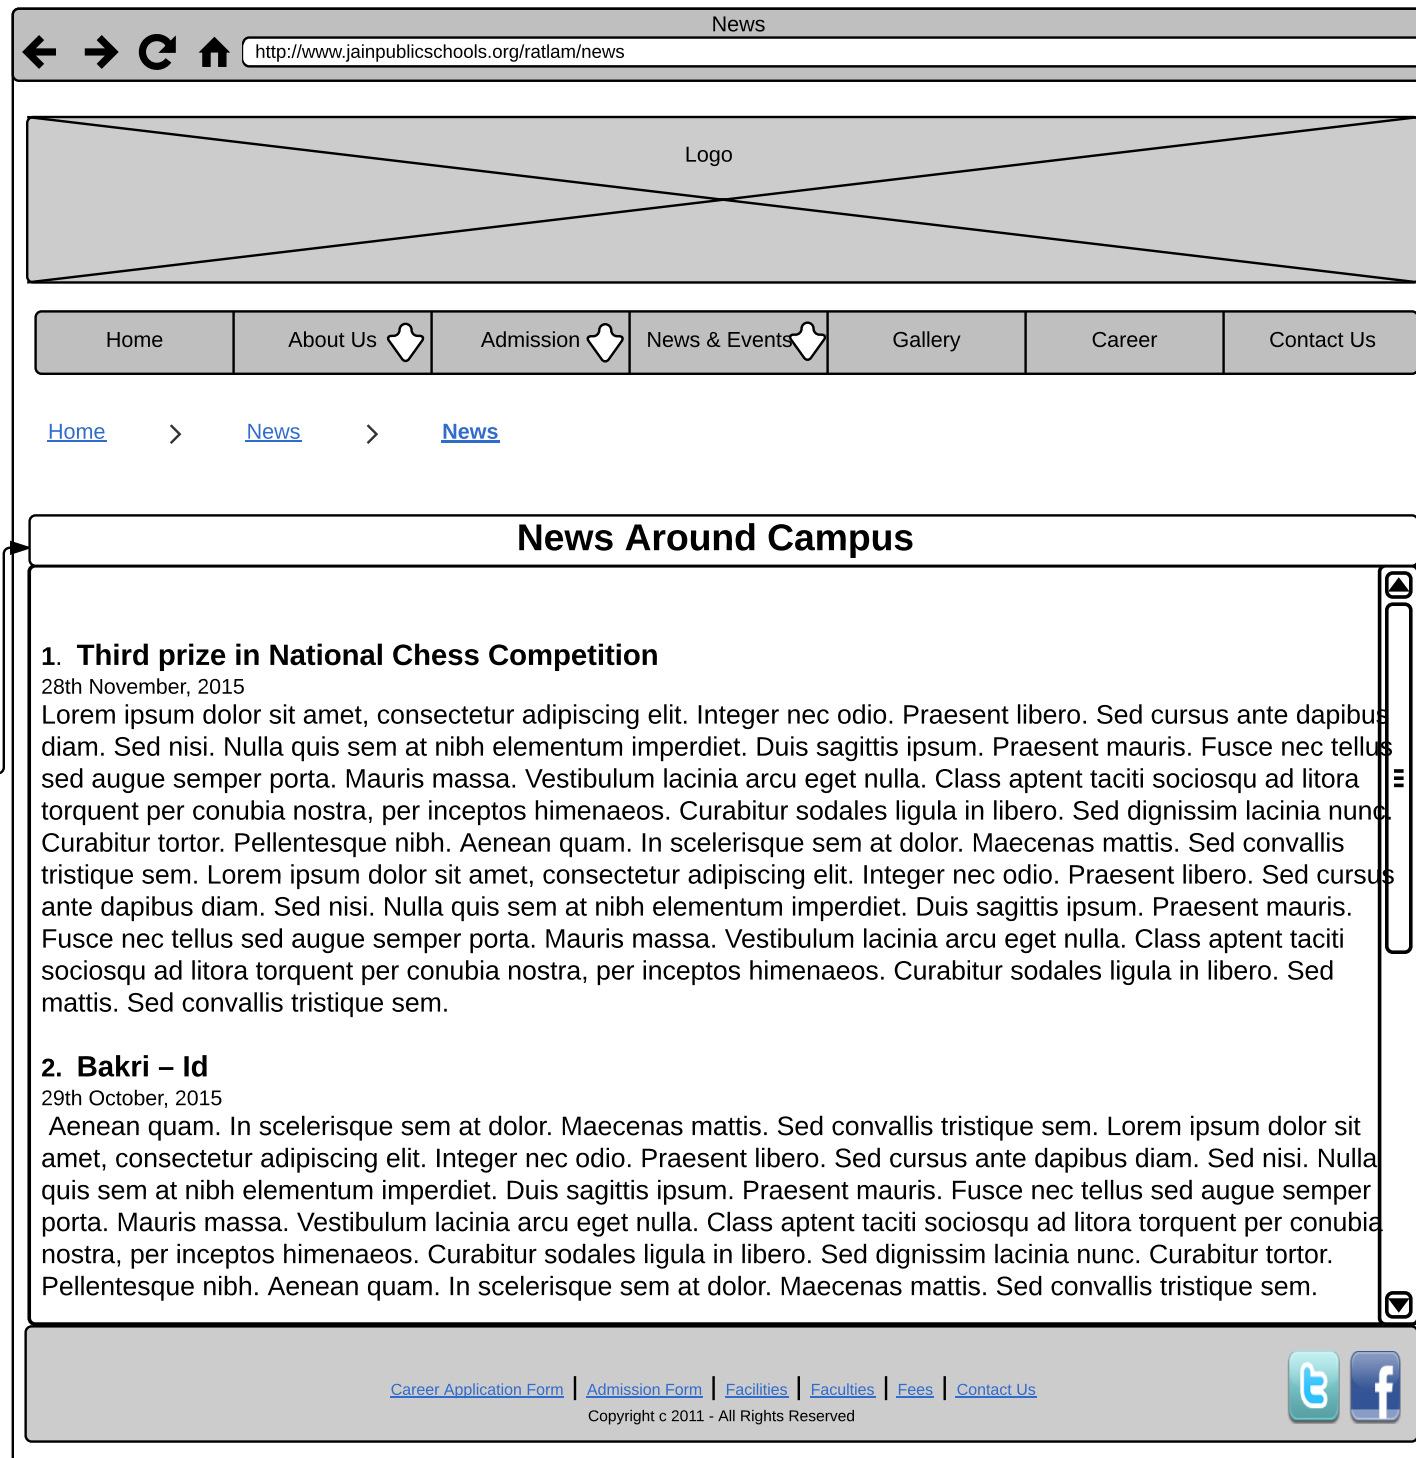 News
http://www.jainpublicschools.org/ratlam/news
Logo
Home About Us Admission News & Events Gallery Career Contact Us
Home News News
News Around Campus
1. Third prize in National Chess Competition
28th November, 2015
Lorem ipsum dolor sit amet, consectetur adipiscing elit. Integer nec odio. Praesent libero. Sed cursus ante dapibus
diam. Sed nisi. Nulla quis sem at nibh elementum imperdiet. Duis sagittis ipsum. Praesent mauris. Fusce nec tellus
sed augue semper porta. Mauris massa. Vestibulum lacinia arcu eget nulla. Class aptent taciti sociosqu ad litora
torquent per conubia nostra, per inceptos himenaeos. Curabitur sodales ligula in libero. Sed dignissim lacinia nunc.
Curabitur tortor. Pellentesque nibh. Aenean quam. In scelerisque sem at dolor. Maecenas mattis. Sed convallis
tristique sem. Lorem ipsum dolor sit amet, consectetur adipiscing elit. Integer nec odio. Praesent libero. Sed cursus
ante dapibus diam. Sed nisi. Nulla quis sem at nibh elementum imperdiet. Duis sagittis ipsum. Praesent mauris.
Fusce nec tellus sed augue semper porta. Mauris massa. Vestibulum lacinia arcu eget nulla. Class aptent taciti
sociosqu ad litora torquent per conubia nostra, per inceptos himenaeos. Curabitur sodales ligula in libero. Sed
mattis. Sed convallis tristique sem.
2. Bakri – Id
29th October, 2015
Aenean quam. In scelerisque sem at dolor. Maecenas mattis. Sed convallis tristique sem. Lorem ipsum dolor sit
amet, consectetur adipiscing elit. Integer nec odio. Praesent libero. Sed cursus ante dapibus diam. Sed nisi. Nulla
quis sem at nibh elementum imperdiet. Duis sagittis ipsum. Praesent mauris. Fusce nec tellus sed augue semper
porta. Mauris massa. Vestibulum lacinia arcu eget nulla. Class aptent taciti sociosqu ad litora torquent per conubia
nostra, per inceptos himenaeos. Curabitur sodales ligula in libero. Sed dignissim lacinia nunc. Curabitur tortor.
Pellentesque nibh. Aenean quam. In scelerisque sem at dolor. Maecenas mattis. Sed convallis tristique sem.
Career Application Form | Admission Form | Facilities | Faculties | Fees | Contact Us
Copyright c 2011 - All Rights Reserved
t f